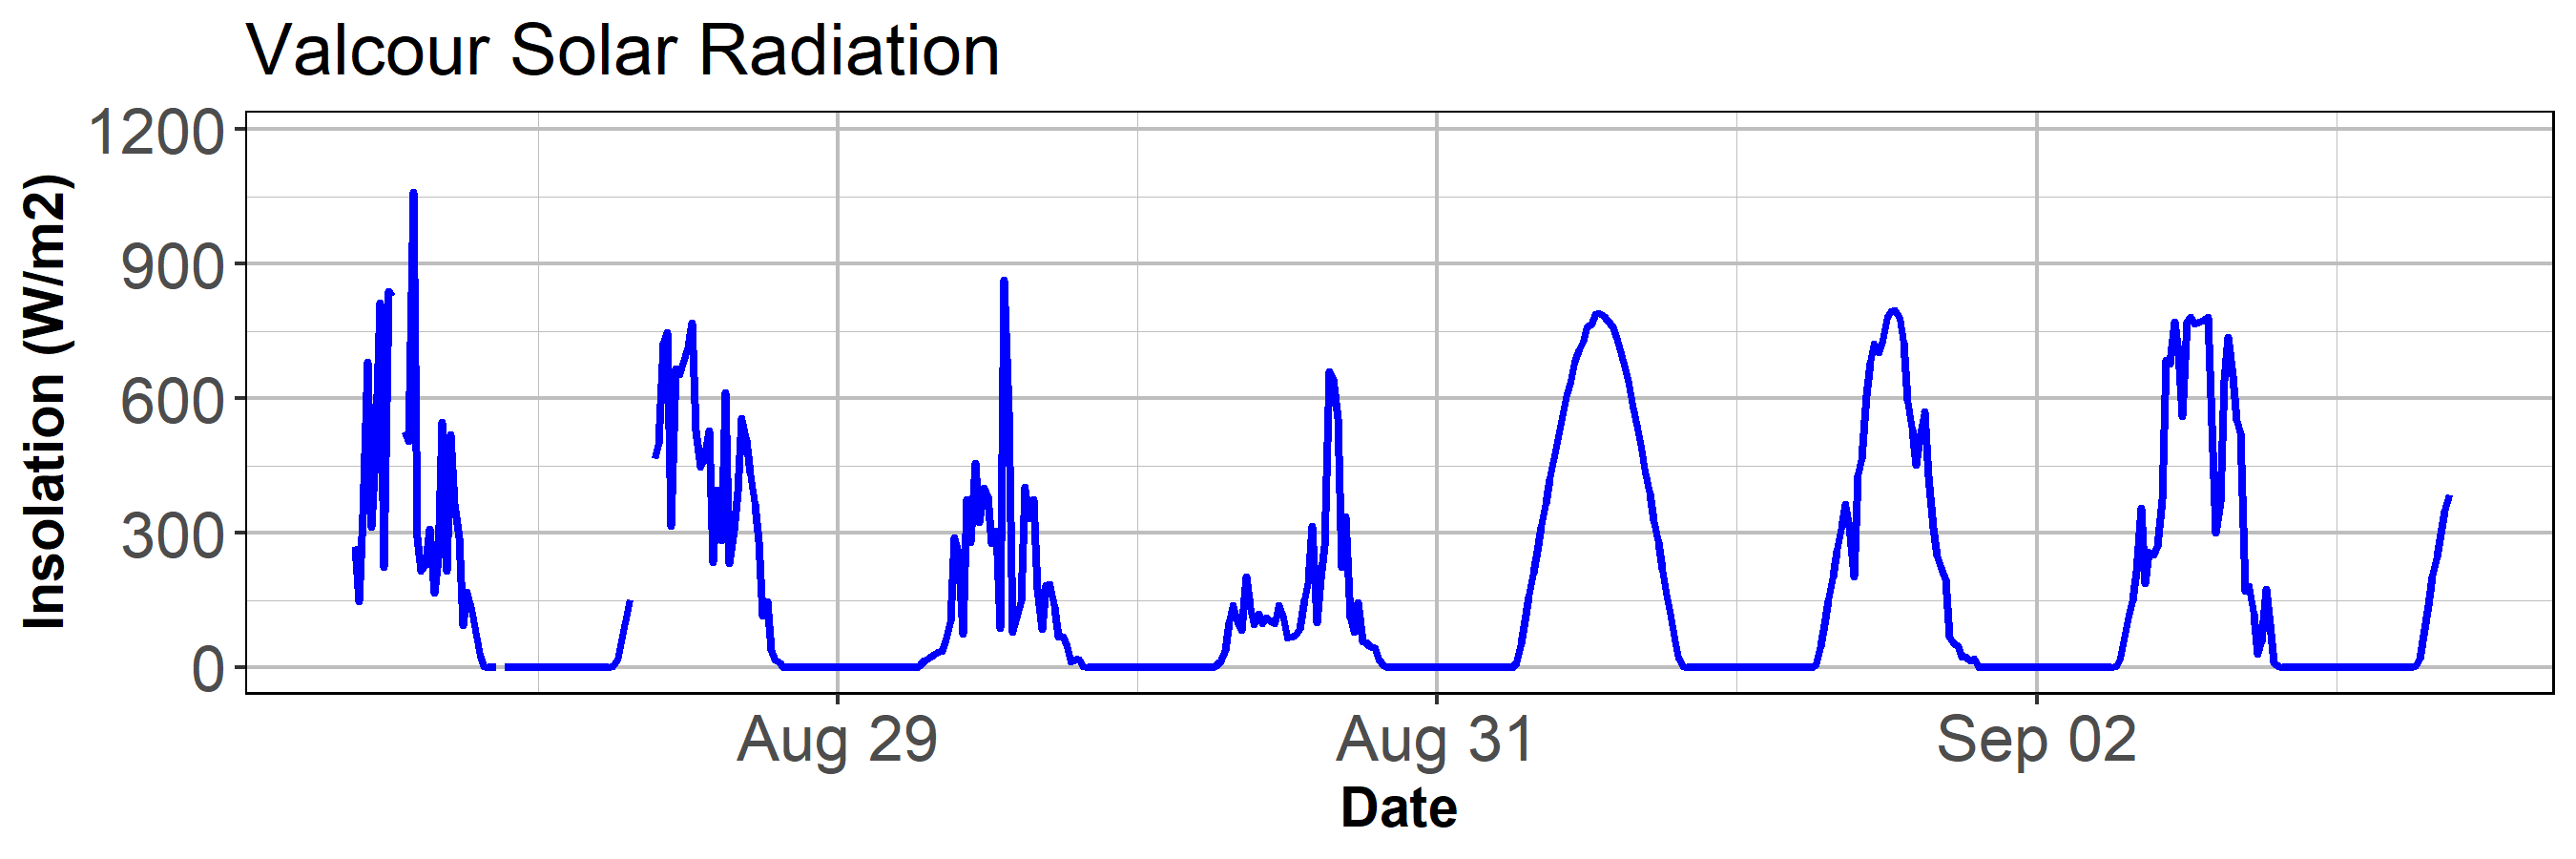 Valcour Solar Radiation
1200
900
600
300
0
Insolation (W/m2)
Aug 29
Aug 31
Sep 02
Date